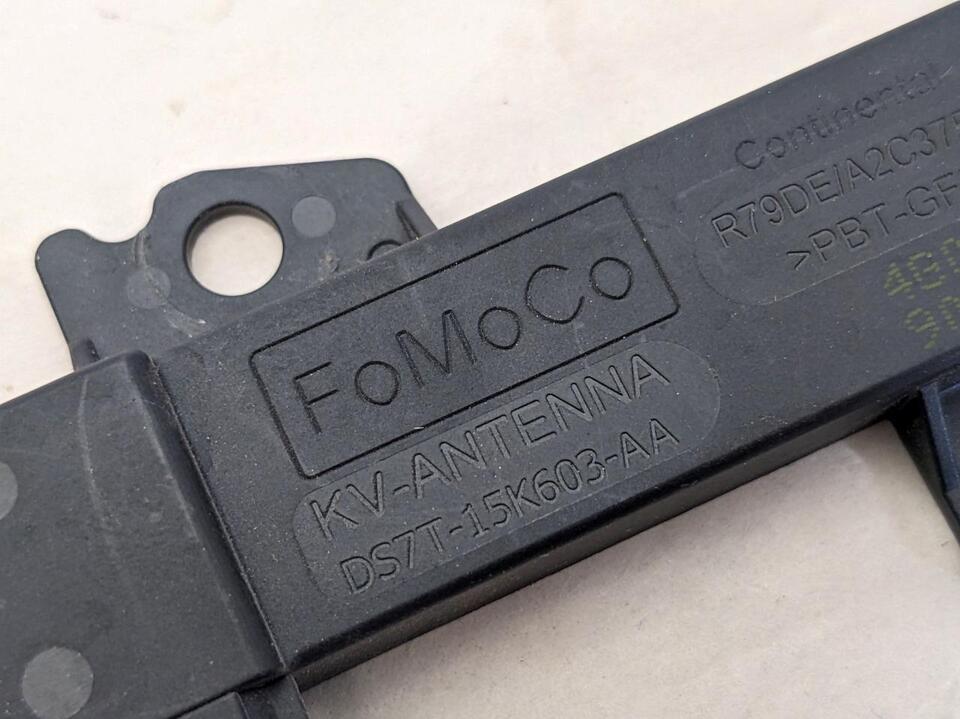 Continental
R79DE/A2C37
>PBT-GF
FoMoCo
KV-ANTENNA
DS7T-15K603-AA